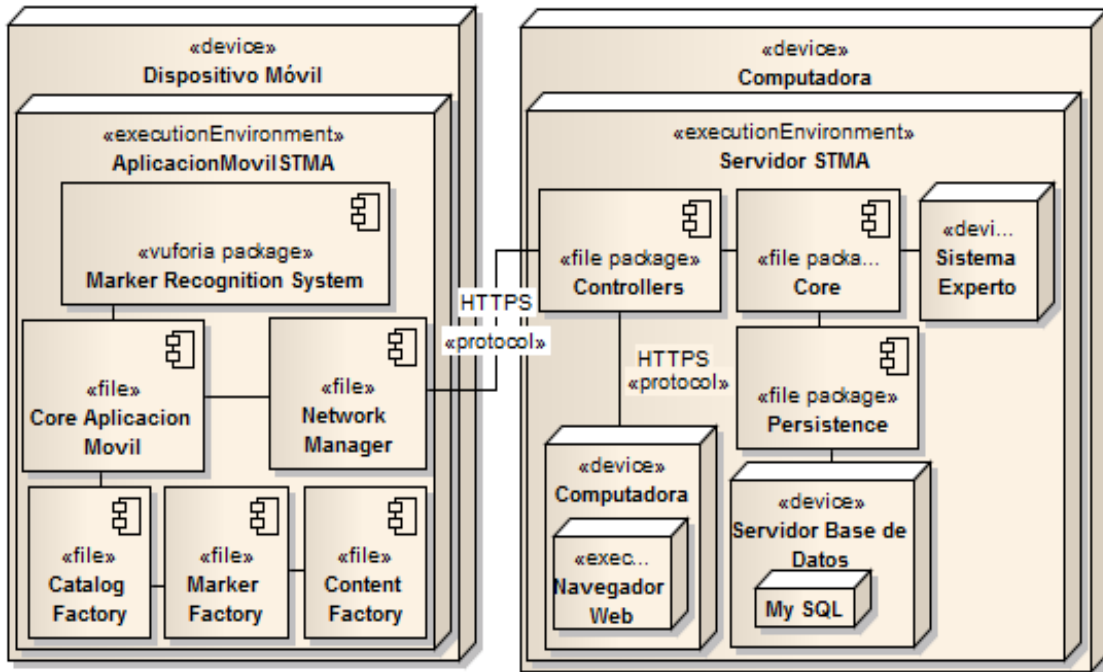 «device»
Dispositivo Móvil
«executionEnvironment»
AplicacionMovilSTMA
«vuforia package»
Marker Recognition System
«file»
Core Aplicacion
Movil
«file»
Network
Manager
«file»
Catalog
Factory
«file»
Marker
Factory
«file»
Content
Factory
HTTPS
«protocol»
«device»
Computadora
«executionEnvironment»
Servidor STMA
«file package»
Controllers
«file packa...
Core
«devi...
Sistema
Experto
HTTPS
«protocol»
«file package»
Persistence
«device»
Computadora
«exec...
Navegador
Web
«device»
Servidor Base de
Datos
My SQL